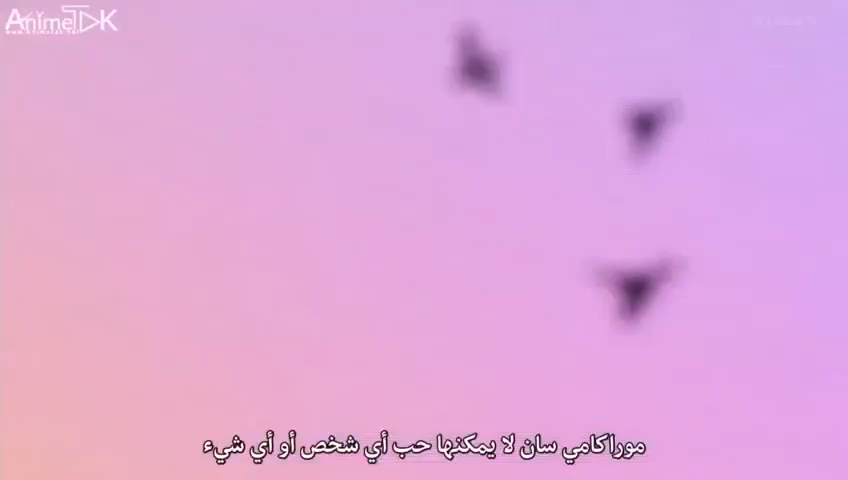 AnimeTDK
موراكامي سان لا يمكنها حب أي شخص أو أي شيء